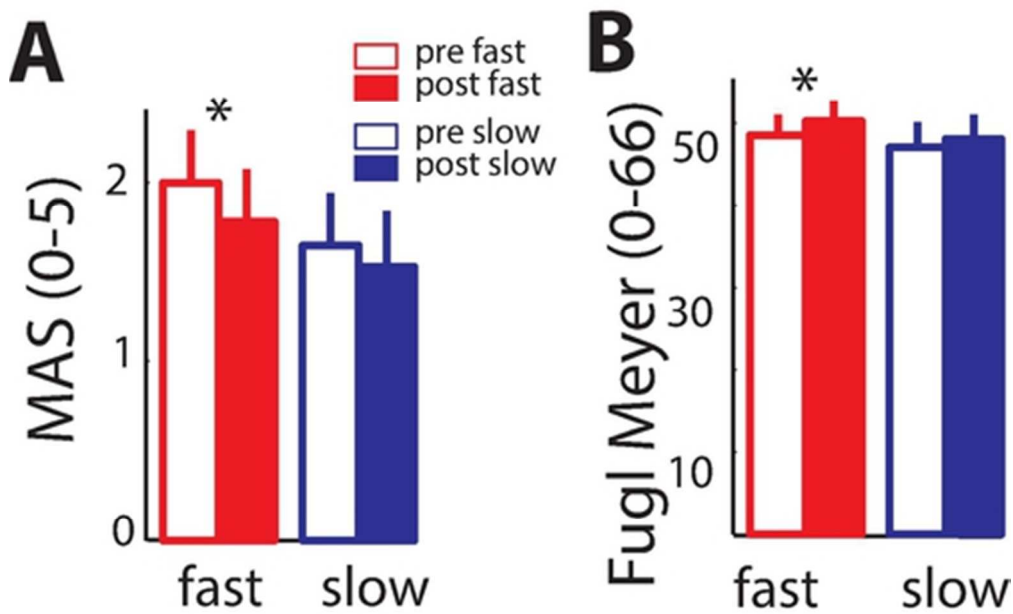 A
*
pre fast
post fast
pre slow
post slow
MAS (0-5)
2
1
0
fast slow
B
*
Fugl Meyer (0-66)
50
30
10
fast slow